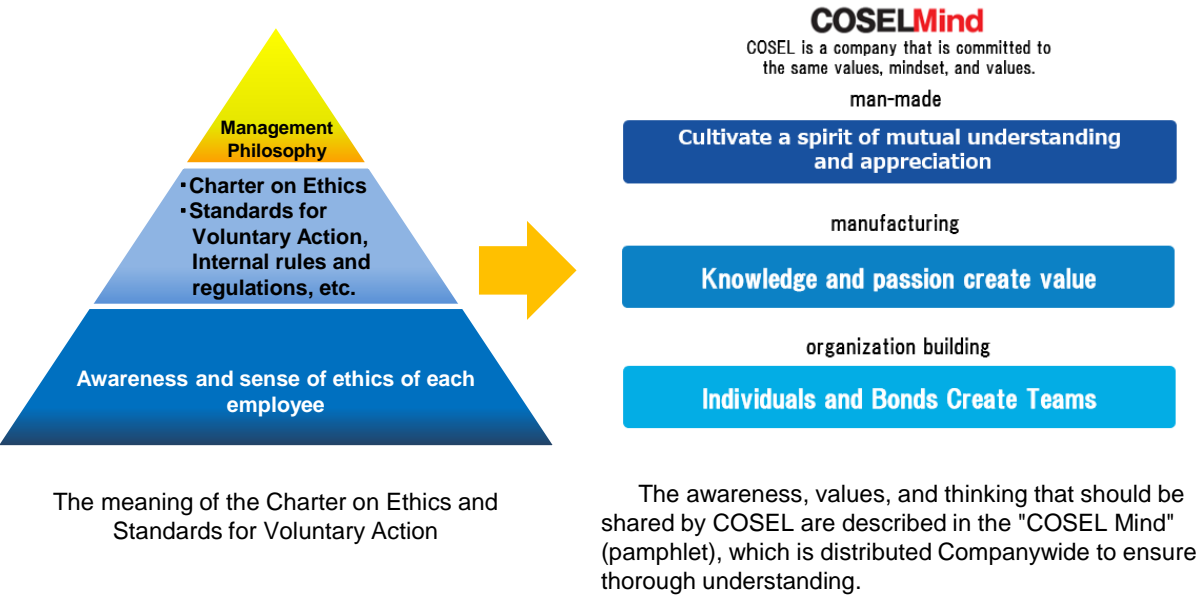 Management
Philosophy
・Charter on Ethics
・Standards for
Voluntary Action,
Internal rules and
regulations, etc.
Awareness and sense of ethics of each
employee
The meaning of the Charter on Ethics and
Standards for Voluntary Action
COSELMind
COSEL is a company that is committed to
the same values, mindset, and values.
man-made
Cultivate a spirit of mutual understanding
and appreciation
manufacturing
Knowledge and passion create value
organization building
Individuals and Bonds Create Teams
The awareness, values, and thinking that should be
shared by COSEL are described in the "COSEL Mind"
(pamphlet), which is distributed Companywide to ensure
thorough understanding.